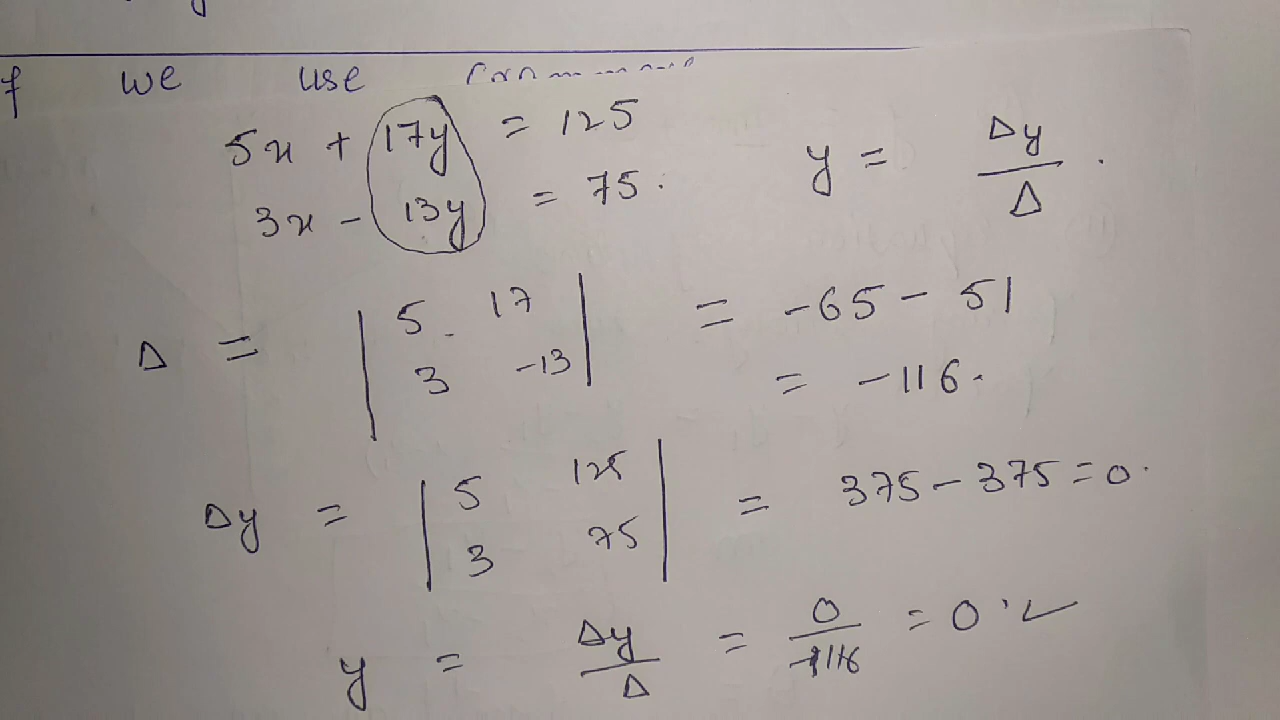 f we use
5x + 17y = 125
3x - 13y = 75.
y = Δy / Δ .
Δ = | 5 17 | = -65 - 51
| 3 -13 | = -116.
Δy = | 5 125 | = 375 - 375 = 0.
| 3 75 |
y = Δy / Δ = 0 / -116 = 0. ✓